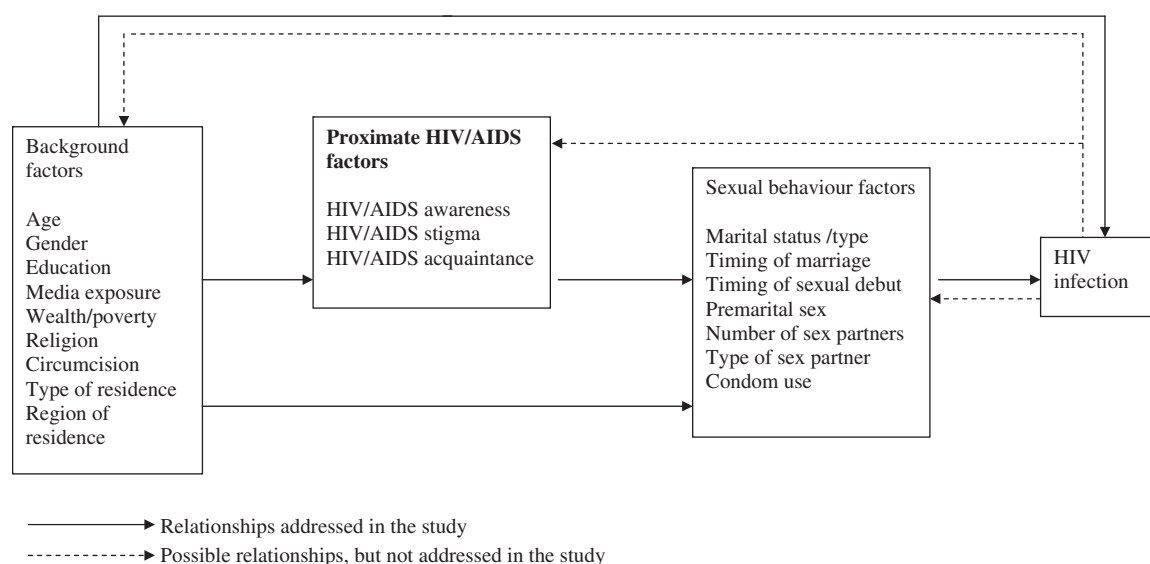 Background
factors
Age
Gender
Education
Media exposure
Wealth/poverty
Religion
Circumcision
Type of residence
Region of
residence
Proximate HIV/AIDS
factors
HIV/AIDS awareness
HIV/AIDS stigma
HIV/AIDS acquaintance
Sexual behaviour factors
Marital status /type
Timing of marriage
Timing of sexual debut
Premarital sex
Number of sex partners
Type of sex partner
Condom use
HIV
infection
Relationships addressed in the study
Possible relationships, but not addressed in the study